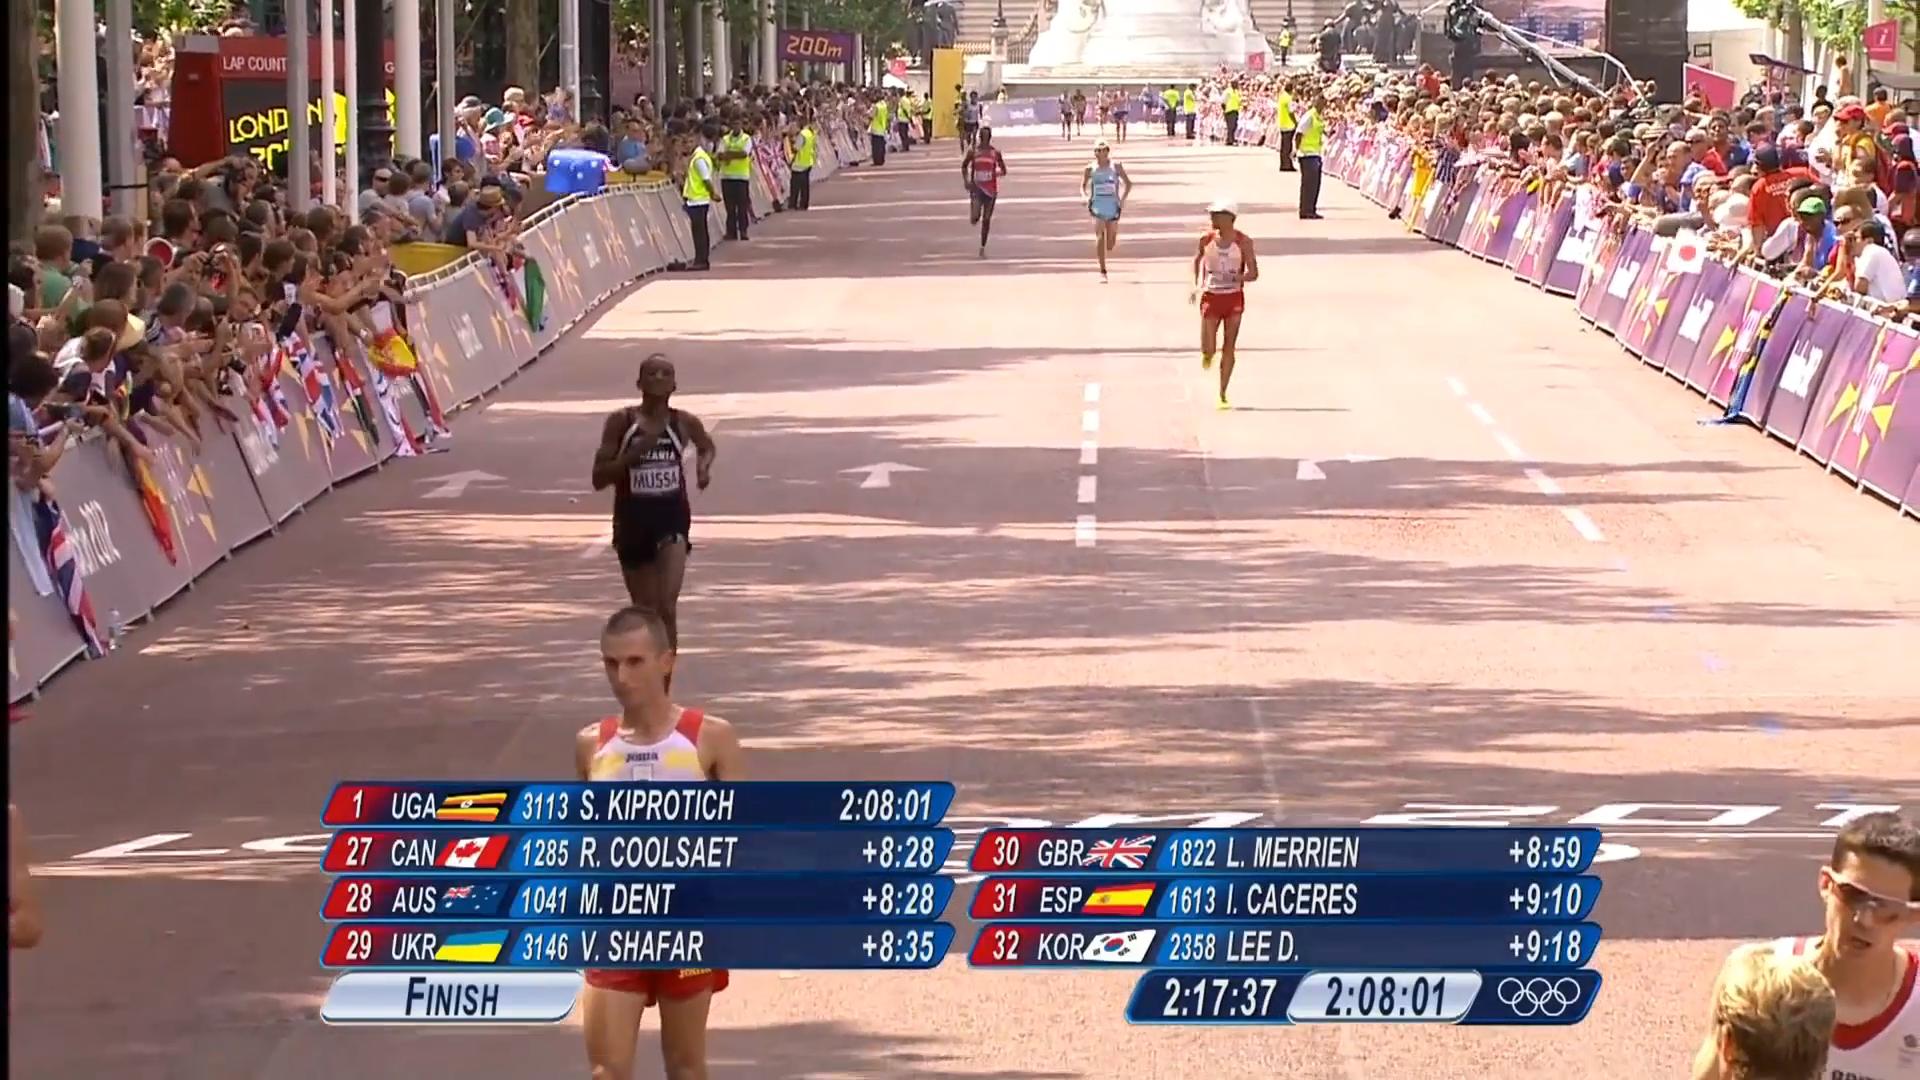 200m
LAP COUNT
LONDON
MUSSA
JOMA
1 UGA 3113 S. KIPROTICH 2:08:01
27 CAN 1285 R. COOLSAET +8:28
28 AUS 1041 M. DENT +8:28
29 UKR 3146 V. SHAFAR +8:35
30 GBR 1822 L. MERRIEN +8:59
31 ESP 1613 I. CACERES +9:10
32 KOR 2358 LEE D. +9:18
FINISH
2:17:37 2:08:01